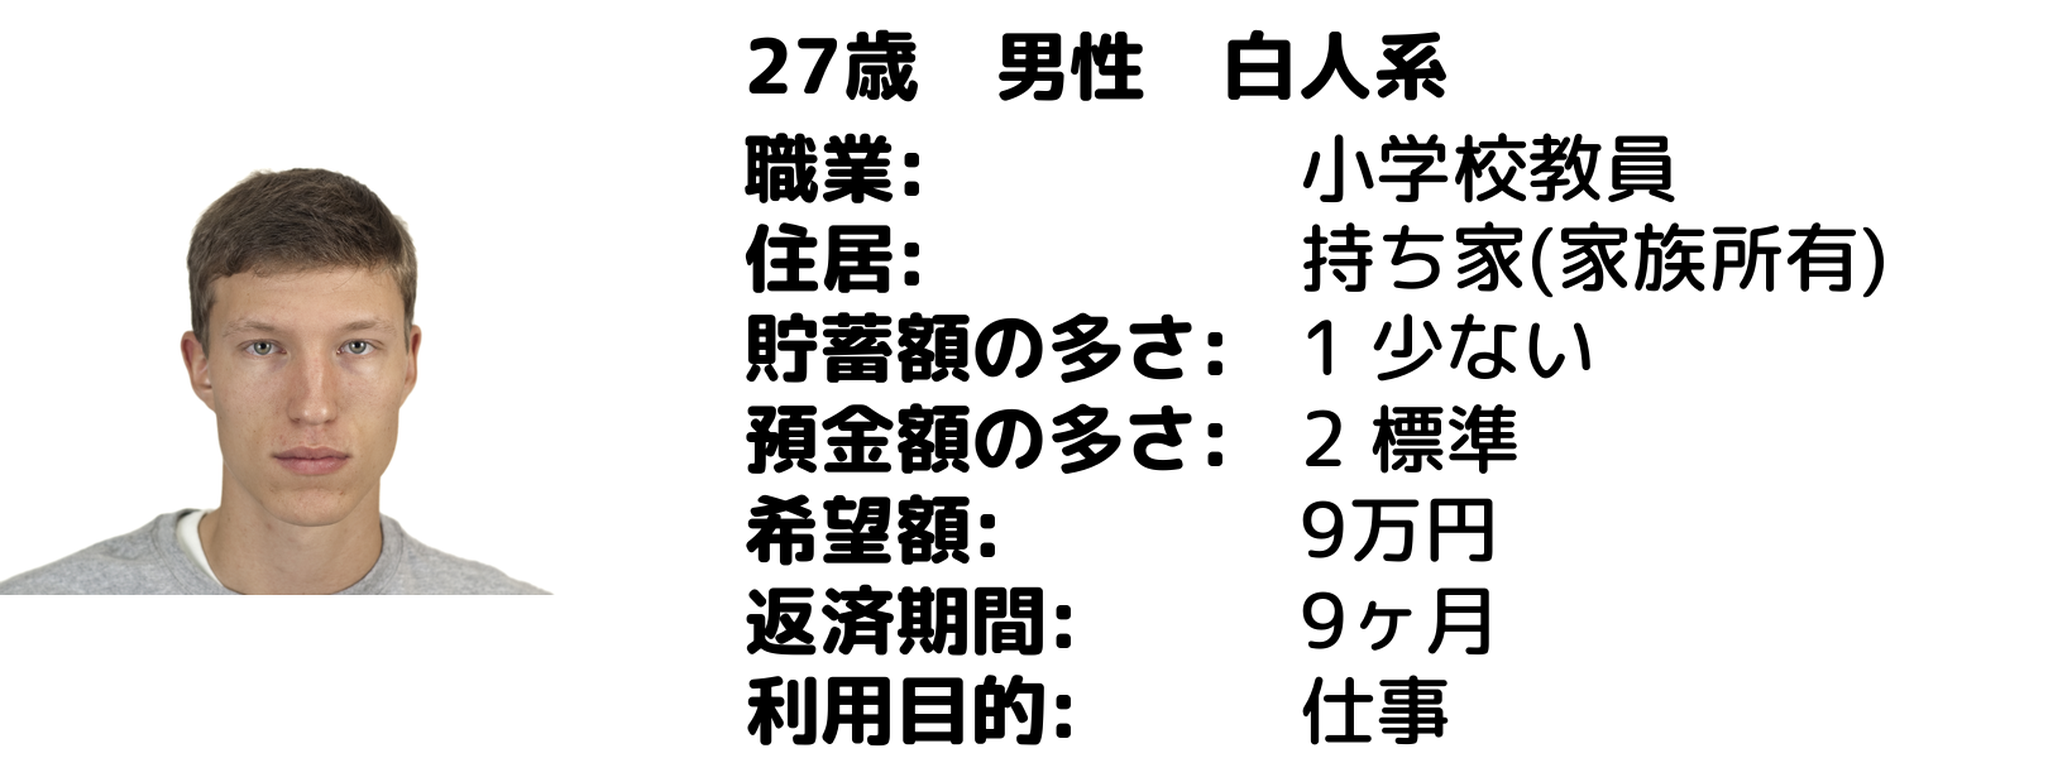 27歳　男性　白人系
職業: 小学校教員
住居: 持ち家(家族所有)
貯蓄額の多さ: 1 少ない
預金額の多さ: 2 標準
希望額: 9万円
返済期間: 9ヶ月
利用目的: 仕事